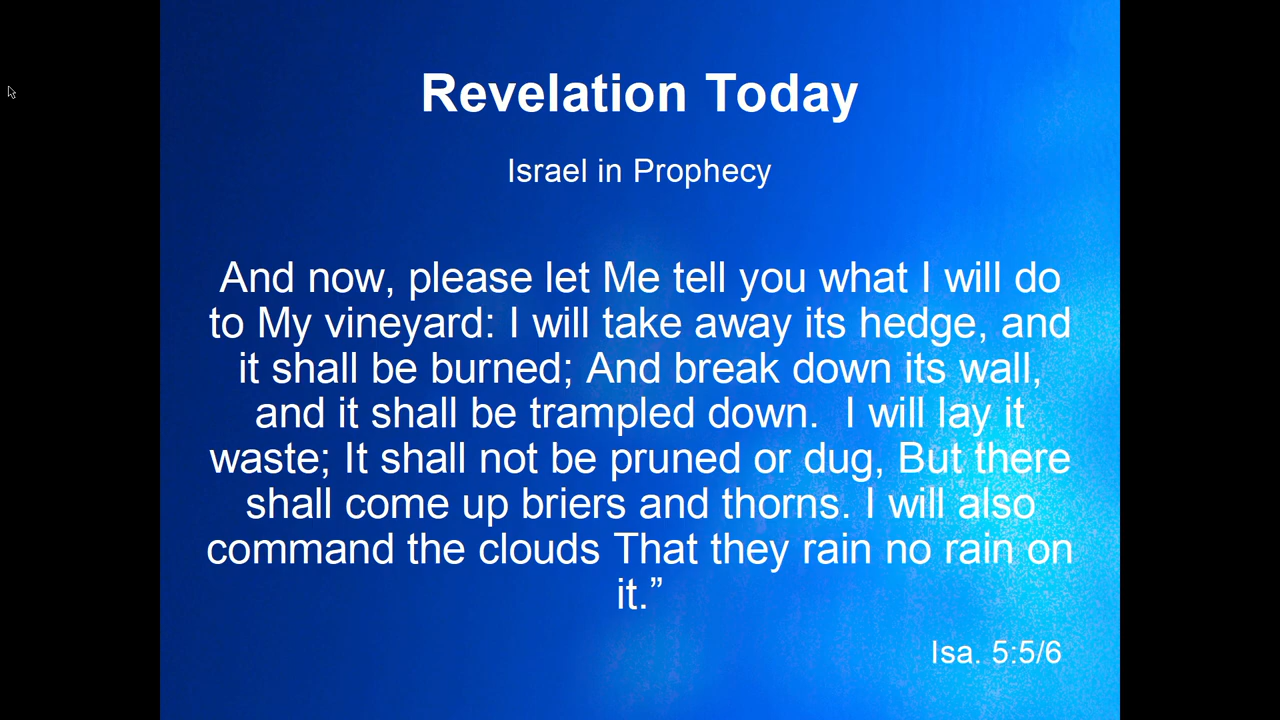 Revelation Today
Israel in Prophecy
And now, please let Me tell you what I will do
to My vineyard: I will take away its hedge, and
it shall be burned; And break down its wall,
and it shall be trampled down.  I will lay it
waste; It shall not be pruned or dug, But there
shall come up briers and thorns. I will also
command the clouds That they rain no rain on
it.”
Isa. 5:5/6